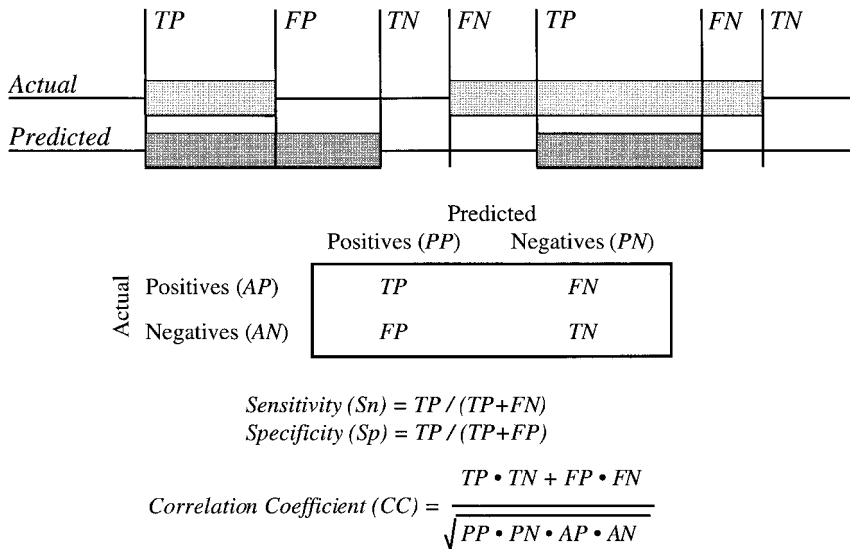 TP FP TN FN TP FN TN
Actual
Predicted
Predicted
Positives (PP) Negatives (PN)
Actual
Positives (AP) TP FN
Negatives (AN) FP TN
Sensitivity (Sn) = TP / (TP+FN)
Specificity (Sp) = TP / (TP+FP)
Correlation Coefficient (CC) = TP • TN + FP • FN
√PP • PN • AP • AN